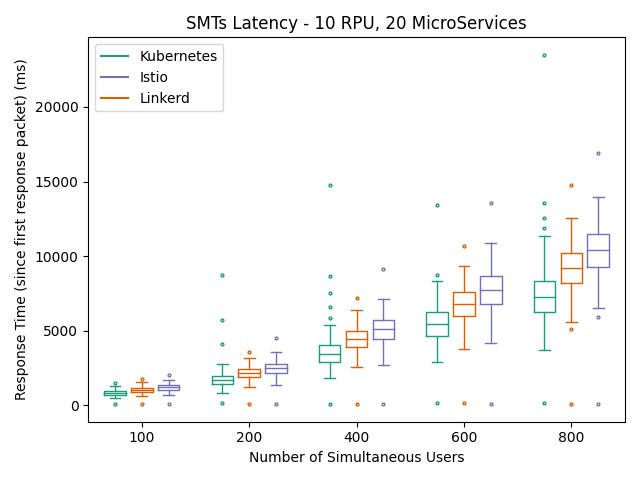 SMTs Latency - 10 RPU, 20 MicroServices
Kubernetes
Istio
Linkerd
Response Time (since first response packet) (ms)
20000
15000
10000
5000
0
100
200
400
600
800
Number of Simultaneous Users